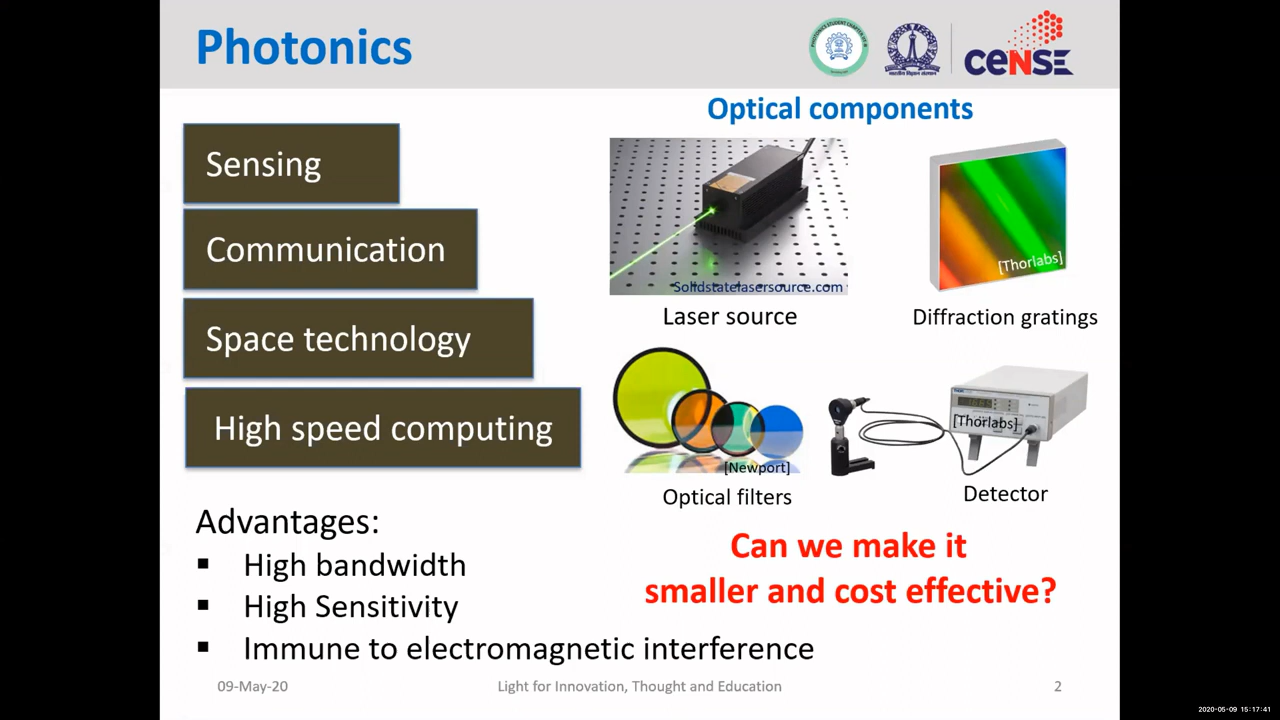 Photonics
CENSE
Optical components
Sensing
Communication
Space technology
High speed computing
Solidstatelasersource.com
Laser source
[Thorlabs]
Diffraction gratings
[Newport]
Optical filters
[Thorlabs]
Detector
Advantages:
▪ High bandwidth
▪ High Sensitivity
▪ Immune to electromagnetic interference
Can we make it
smaller and cost effective?
09-May-20
Light for Innovation, Thought and Education
2
2020-05-09 15:17:41